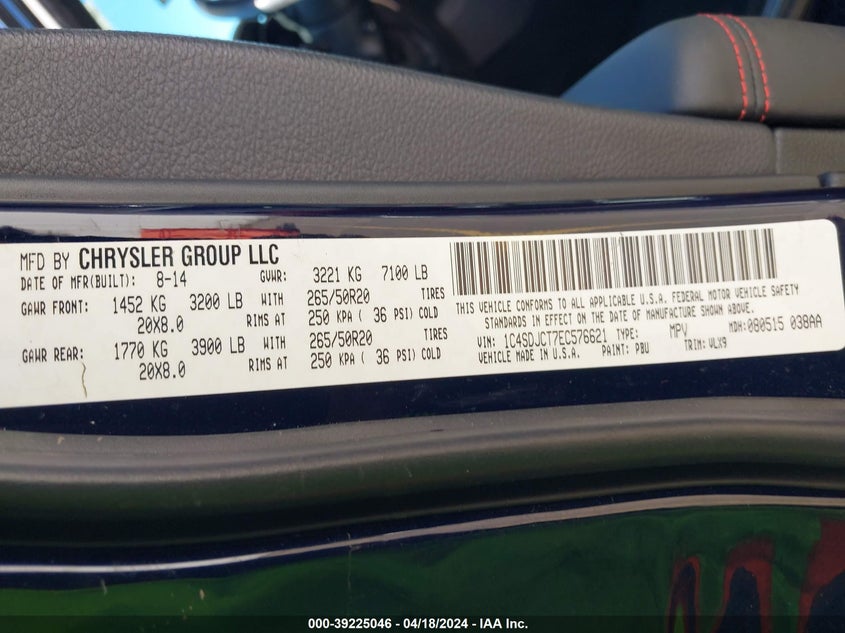 MFD BY CHRYSLER GROUP LLC
DATE OF MFR(BUILT): 8-14 GVWR: 3221 KG 7100 LB
GAWR FRONT: 1452 KG 3200 LB WITH 265/50R20 TIRES
20X8.0 RIMS AT 250 KPA ( 36 PSI) COLD
GAWR REAR: 1770 KG 3900 LB WITH 265/50R20 TIRES
20X8.0 RIMS AT 250 KPA ( 36 PSI) COLD
THIS VEHICLE CONFORMS TO ALL APPLICABLE U.S.A. FEDERAL MOTOR VEHICLE SAFETY
STANDARDS IN EFFECT ON THE DATE OF MANUFACTURE SHOWN ABOVE.
VIN: 1C4SDJCT7EC576621 TYPE: MPV MDH: 080515 038AA
VEHICLE MADE IN U.S.A. PAINT: PBU TRIM: VLX9
000-39225046 - 04/18/2024 - IAA Inc.